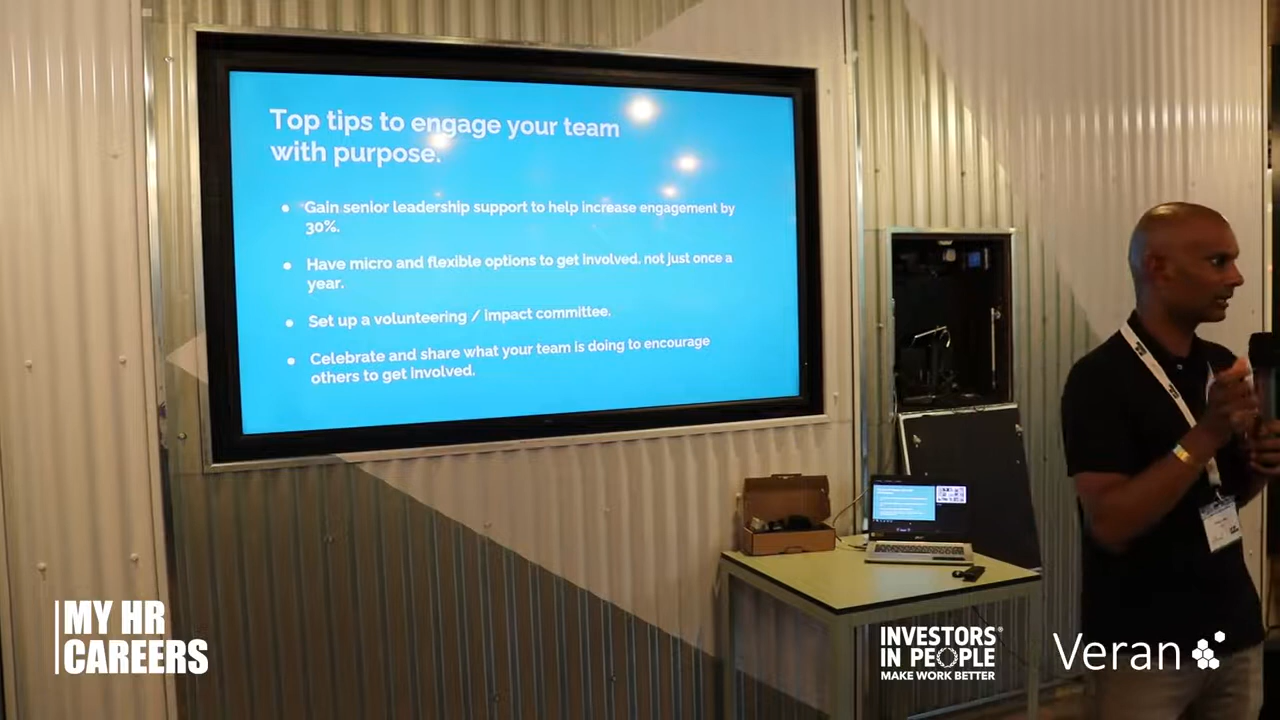 Top tips to engage your team
with purpose.
Gain senior leadership support to help increase engagement by
30%.
Have micro and flexible options to get involved, not just once a
year.
Set up a volunteering / impact committee.
Celebrate and share what your team is doing to encourage
others to get involved.
MY HR
CAREERS
INVESTORS®
IN PEOPLE
MAKE WORK BETTER
Veran